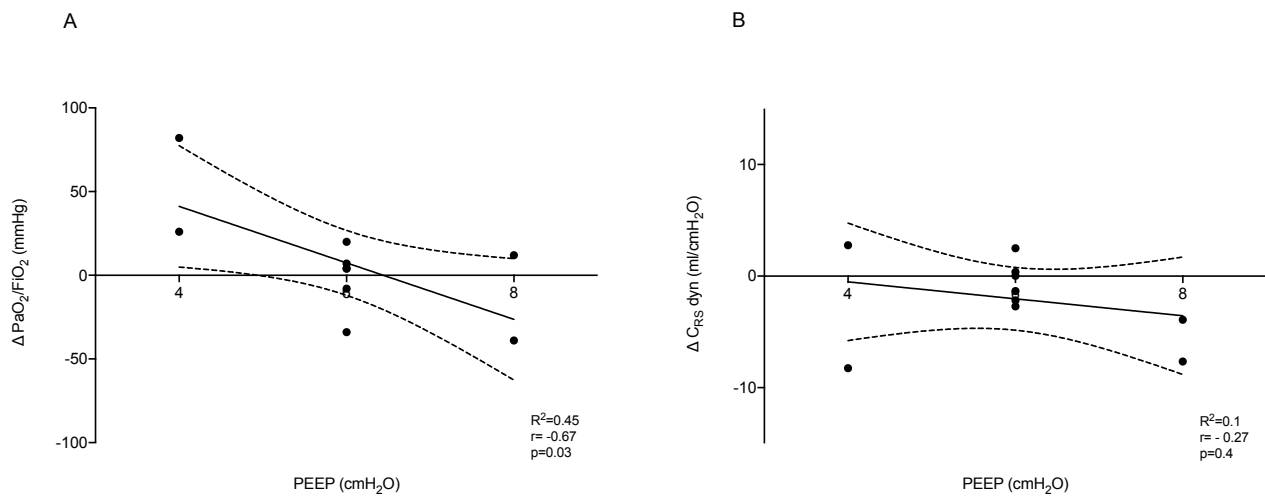 A
B
100
50
0
-50
-100
4
6
8
Δ PaO₂/FiO₂ (mmHg)
PEEP (cmH₂O)
R²=0.45
r= -0.67
p=0.03
10
0
-10
4
8
Δ C_RS dyn (ml/cmH₂O)
PEEP (cmH₂O)
R²=0.1
r= - 0.27
p=0.4